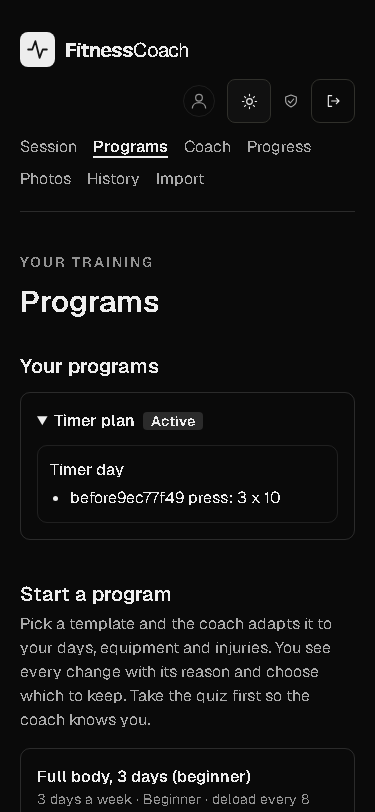 FitnessCoach
Session Programs Coach Progress
Photos History Import
YOUR TRAINING
Programs
Your programs
▼ Timer plan Active
Timer day
• before9ec77f49 press: 3 x 10
Start a program
Pick a template and the coach adapts it to
your days, equipment and injuries. You see
every change with its reason and choose
which to keep. Take the quiz first so the
coach knows you.
Full body, 3 days (beginner)
3 days a week · Beginner · deload every 8